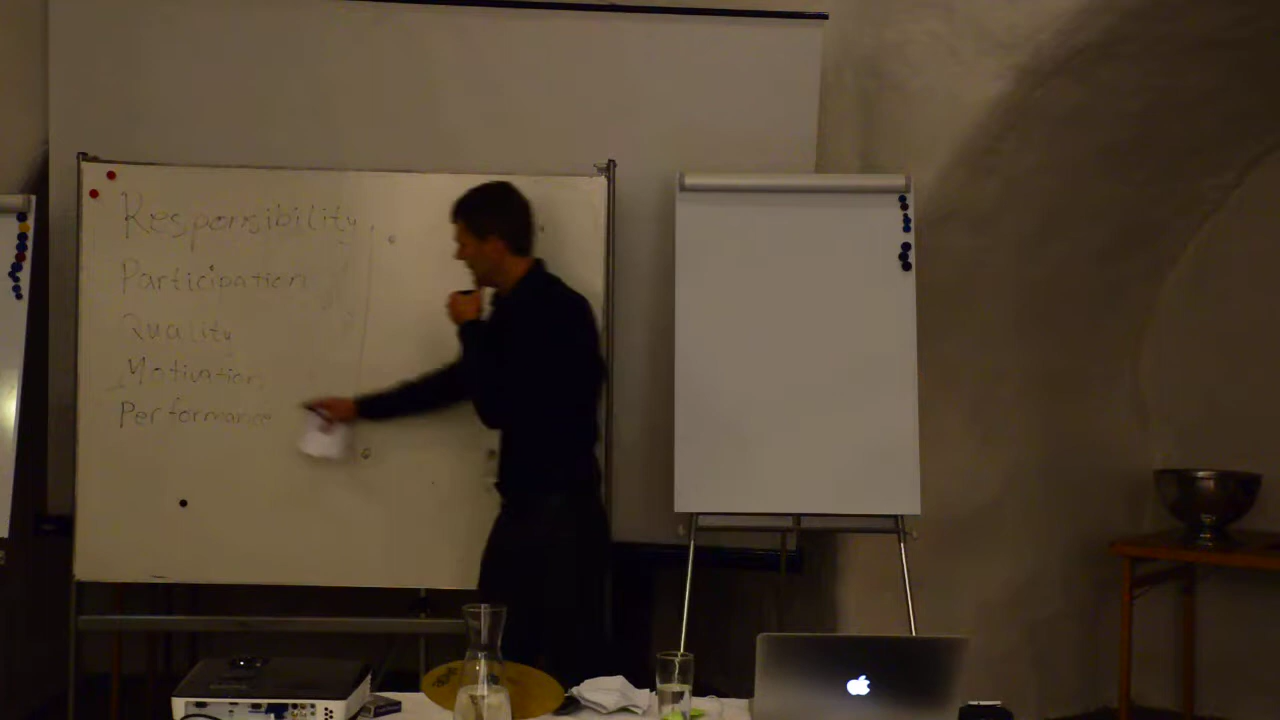 Responsibility
Participation
Quality
Motivation
Performance